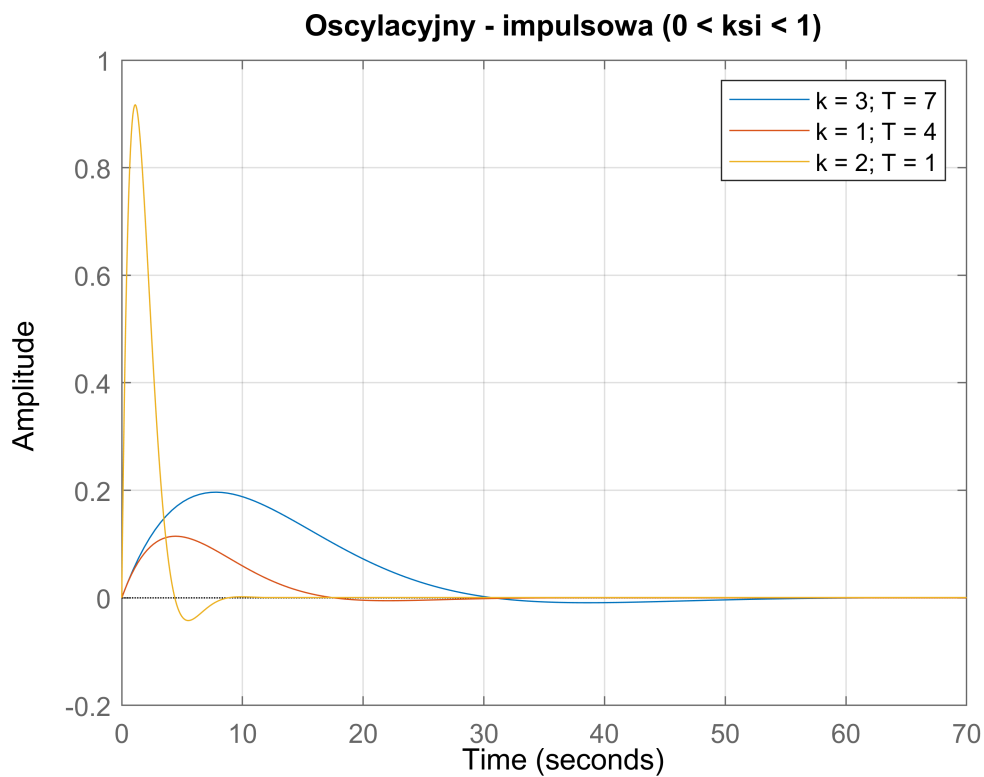 Oscylacyjny - impulsowa (0 < ksi < 1)
1
0.8
0.6
0.4
0.2
0
-0.2
Amplitude
k = 3; T = 7
k = 1; T = 4
k = 2; T = 1
0 10 20 30 40 50 60 70
Time (seconds)